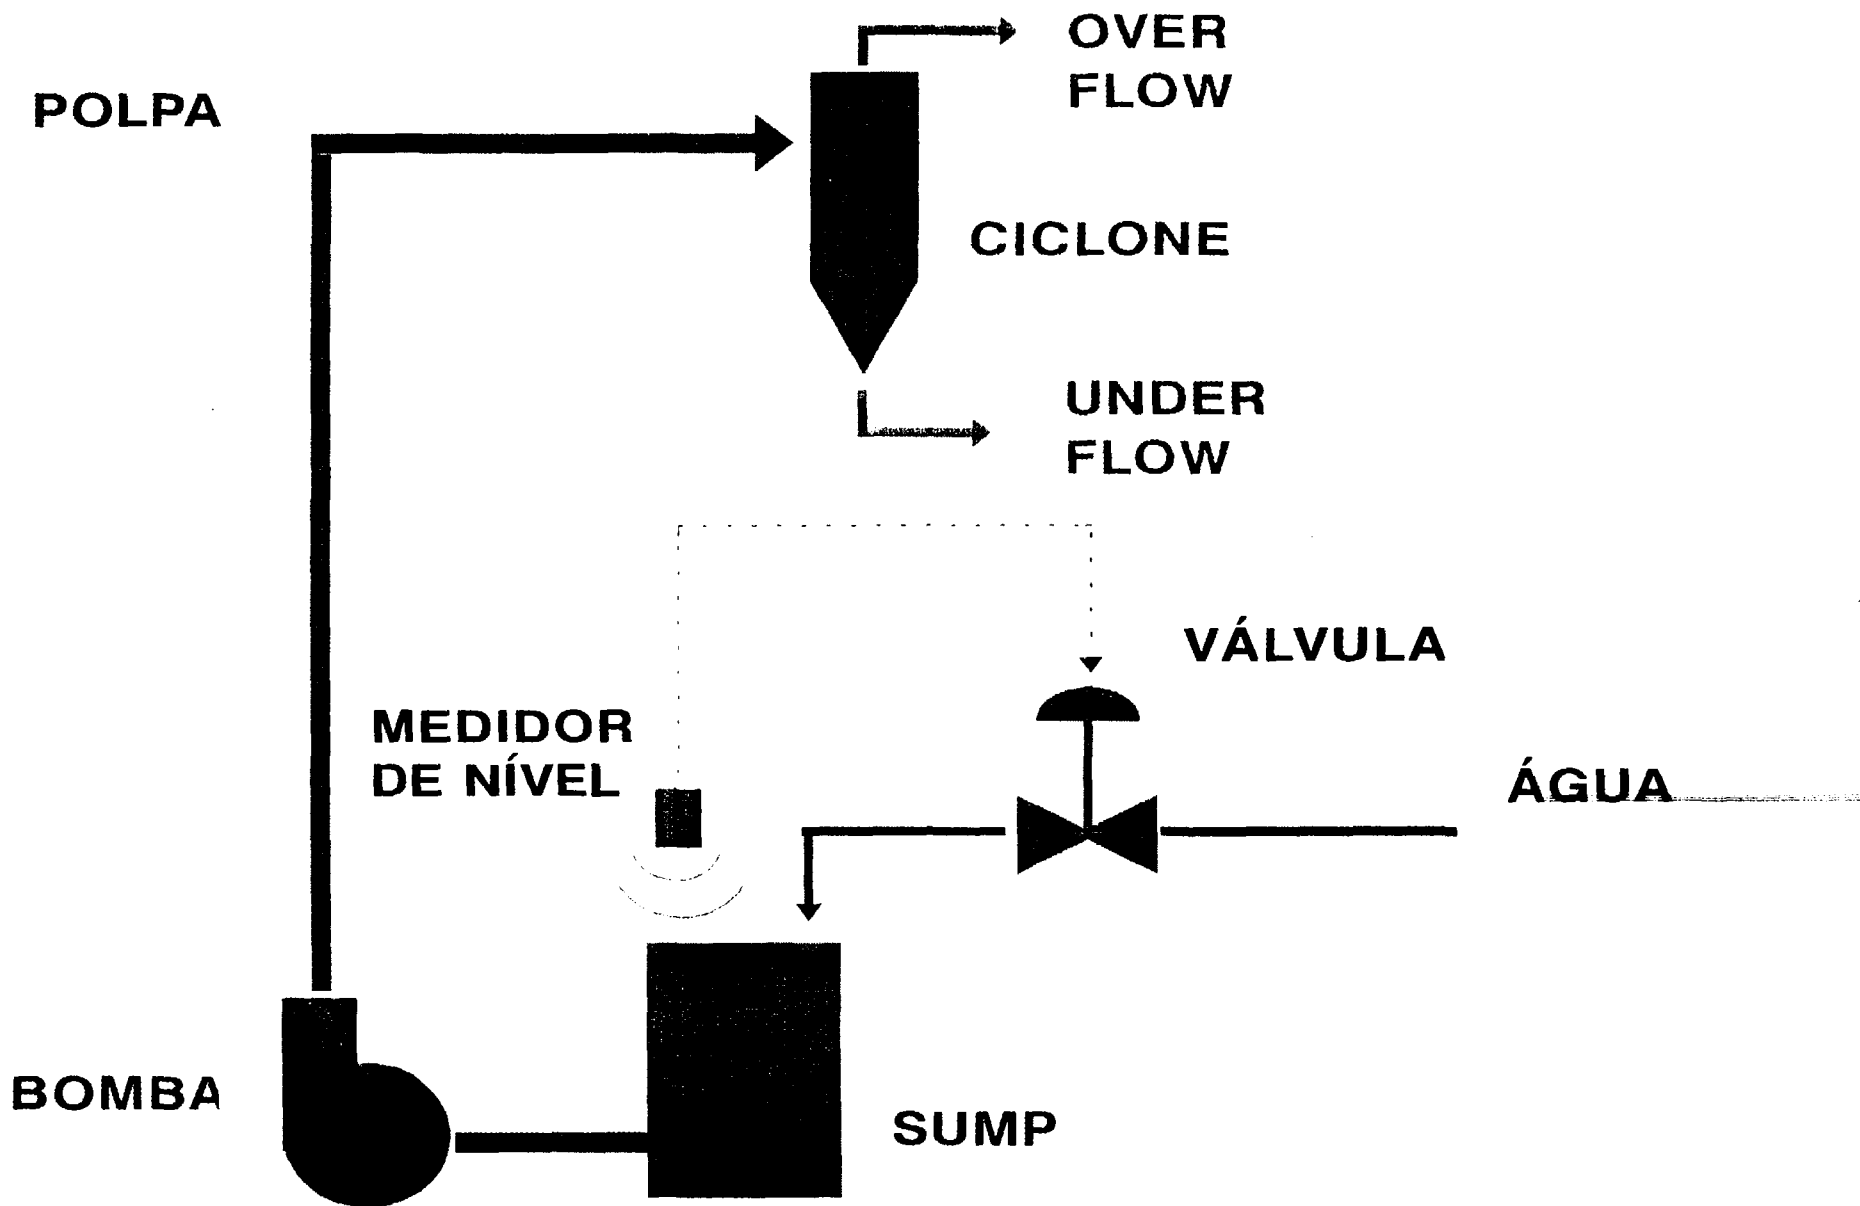 OVER
FLOW
POLPA
CICLONE
UNDER
FLOW
VÁLVULA
MEDIDOR
DE NÍVEL
ÁGUA
BOMBA
SUMP